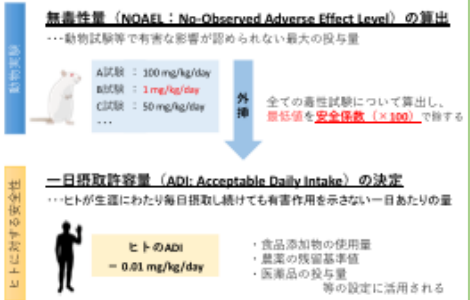 無毒性量（NOAEL：No-Observed Adverse Effect Level）の算出
・・・動物試験等で有害な影響が認められない最大の投与量
動物実験
A試験 ： 100 mg/kg/day
B試験 ： 1 mg/kg/day
C試験 ： 50 mg/kg/day
・・・
外挿
全ての毒性試験について算出し、
最低値を安全係数（×100）で除する
一日摂取許容量（ADI: Acceptable Daily Intake）の決定
・・・ヒトが生涯にわたり毎日摂取し続けても有害作用を示さない一日あたりの量
ヒトに対する安全性
ヒトのADI
＝ 0.01 mg/kg/day
・食品添加物の使用量
・農薬の残留基準値
・医薬品の投与量
等の設定に活用される